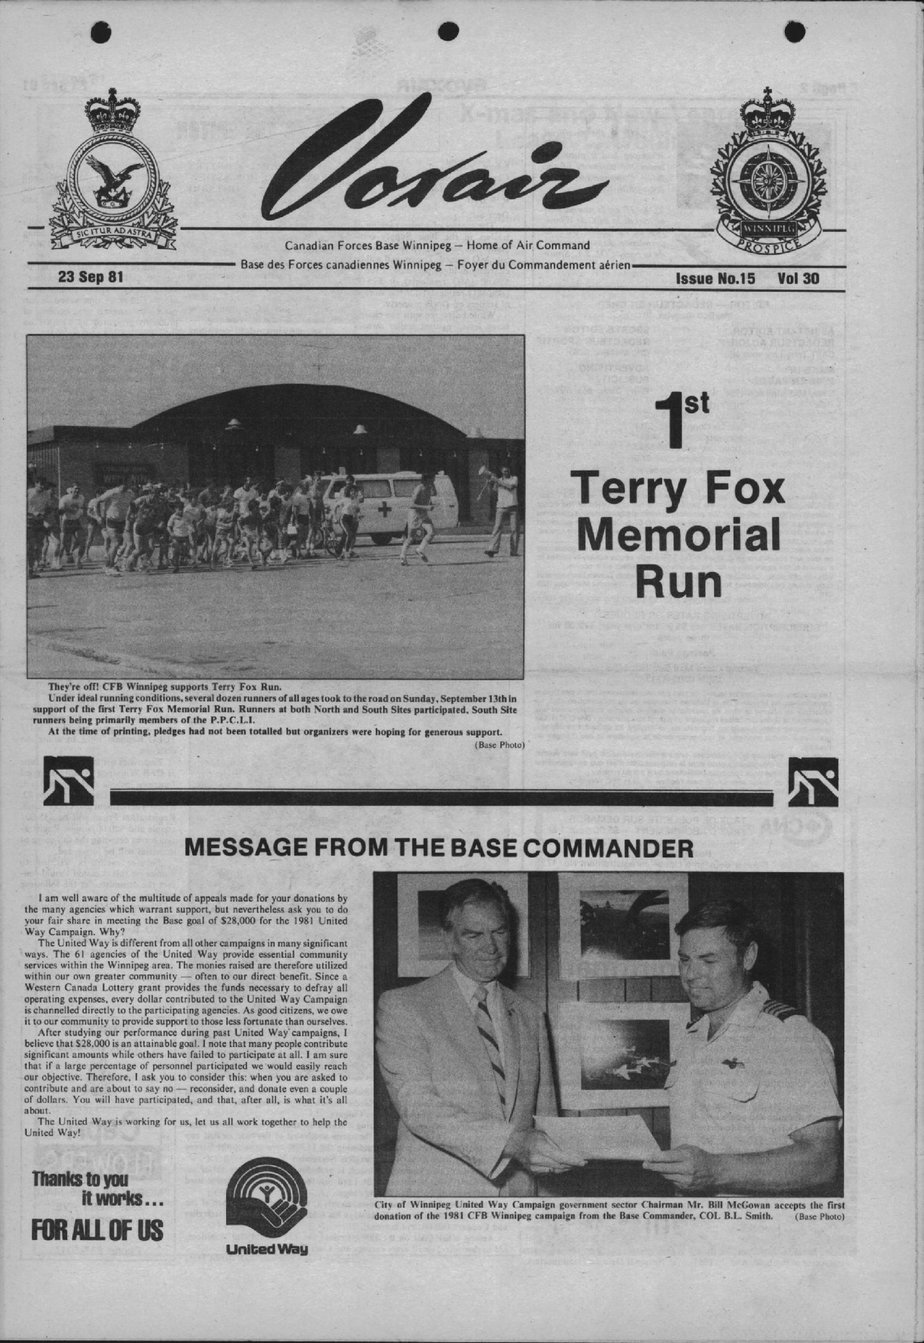 Voxair
SIC ITUR AD ASTRA
WINNIPEG
PROSPICE
Canadian Forces Base Winnipeg — Home of Air Command
Base des Forces canadiennes Winnipeg — Foyer du Commandement aérien
23 Sep 81
Issue No.15 Vol 30
1st
Terry Fox
Memorial
Run
They're off! CFB Winnipeg supports Terry Fox Run.
Under ideal running conditions, several dozen runners of all ages took to the road on Sunday, September 13th in
support of the first Terry Fox Memorial Run. Runners at both North and South Sites participated, South Site
runners being primarily members of the P.P.C.L.I.
At the time of printing, pledges had not been totalled but organizers were hoping for generous support.
(Base Photo)
MESSAGE FROM THE BASE COMMANDER
I am well aware of the multitude of appeals made for your donations by
the many agencies which warrant support, but nevertheless ask you to do
your fair share in meeting the Base goal of $28,000 for the 1981 United
Way Campaign. Why?
The United Way is different from all other campaigns in many significant
ways. The 61 agencies of the United Way provide essential community
services within the Winnipeg area. The monies raised are therefore utilized
within our own greater community — often to our direct benefit. Since a
Western Canada Lottery grant provides the funds necessary to defray all
operating expenses, every dollar contributed to the United Way Campaign
is channelled directly to the participating agencies. As good citizens, we owe
it to our community to provide support to those less fortunate than ourselves.
After studying our performance during past United Way campaigns, I
believe that $28,000 is an attainable goal. I note that many people contribute
significant amounts while others have failed to participate at all. I am sure
that if a large percentage of personnel participated we would easily reach
our objective. Therefore, I ask you to consider this: when you are asked to
contribute and are about to say no — reconsider, and donate even a couple
of dollars. You will have participated, and that, after all, is what it's all
about.
The United Way is working for us, let us all work together to help the
United Way!
Thanks to you
it works...
FOR ALL OF US
United Way
City of Winnipeg United Way Campaign government sector Chairman Mr. Bill McGowan accepts the first
donation of the 1981 CFB Winnipeg campaign from the Base Commander, COL B.L. Smith. (Base Photo)